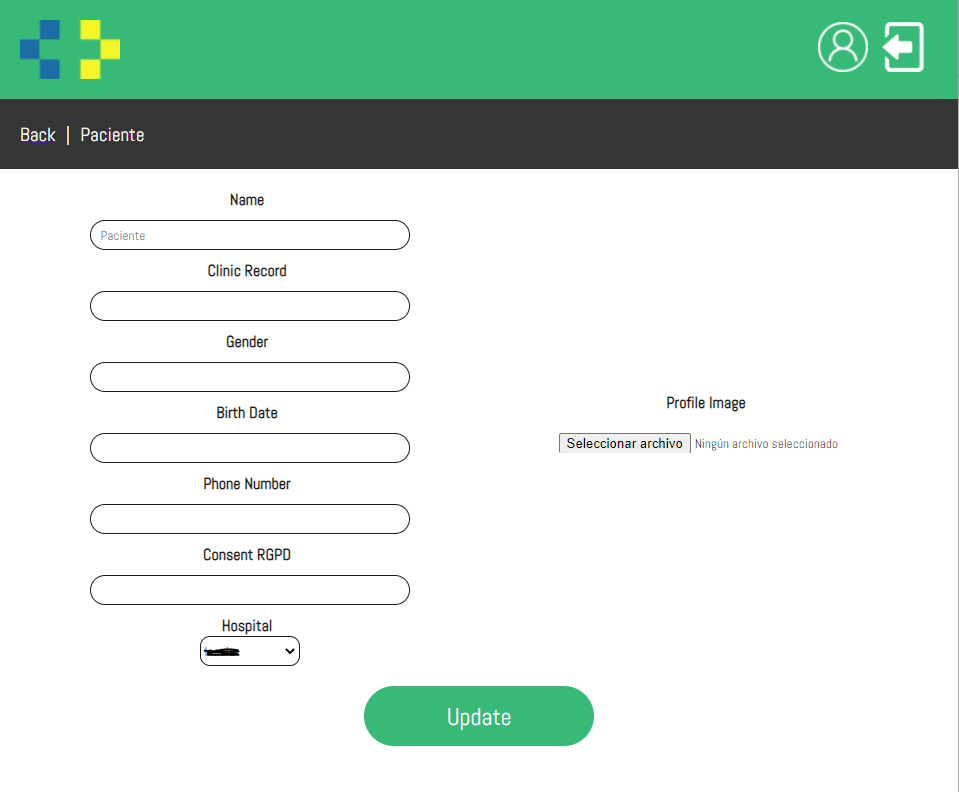 Back | Paciente
Name
Paciente
Clinic Record
Gender
Birth Date
Phone Number
Consent RGPD
Hospital
Profile Image
Seleccionar archivo Ningún archivo seleccionado
Update